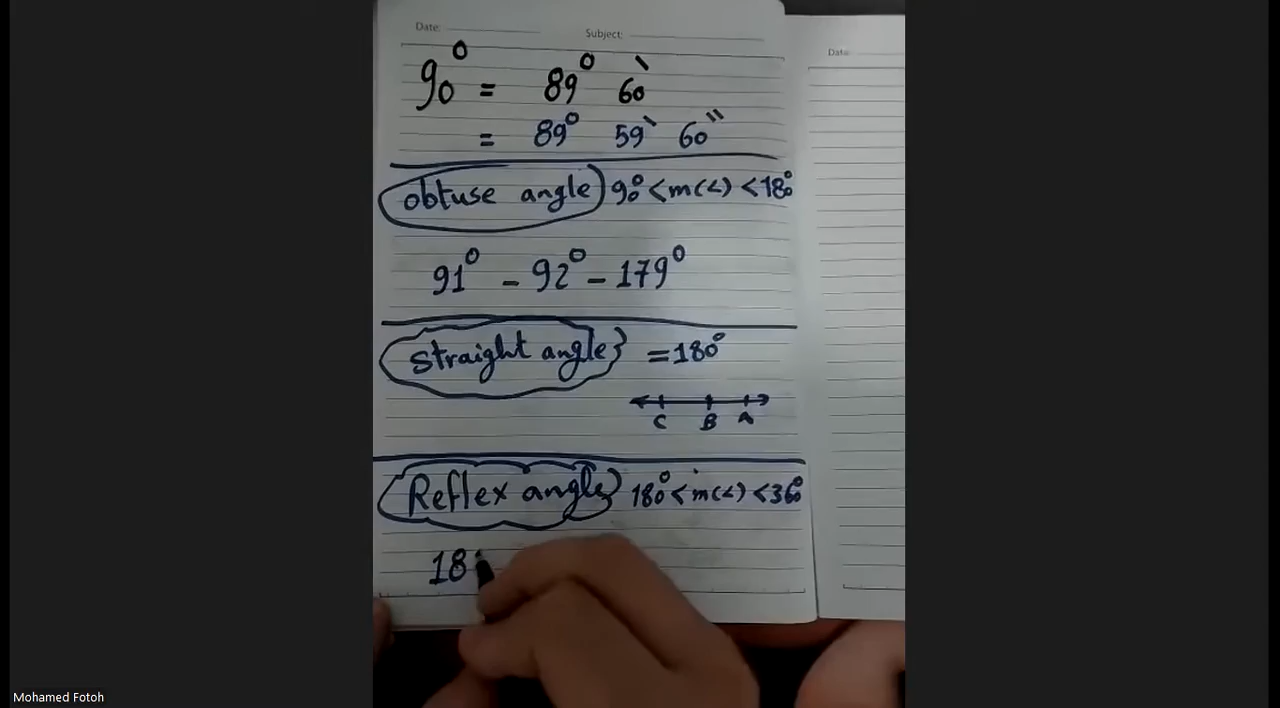 Date:
Subject:
90° = 89° 60`
= 89° 59` 60``
obtuse angle 90° < m(∠) < 180°
91° - 92° - 179°
Straight angle = 180°
C B A
Reflex angle 180° < m(∠) < 360°
18
Date:
Mohamed Fotoh